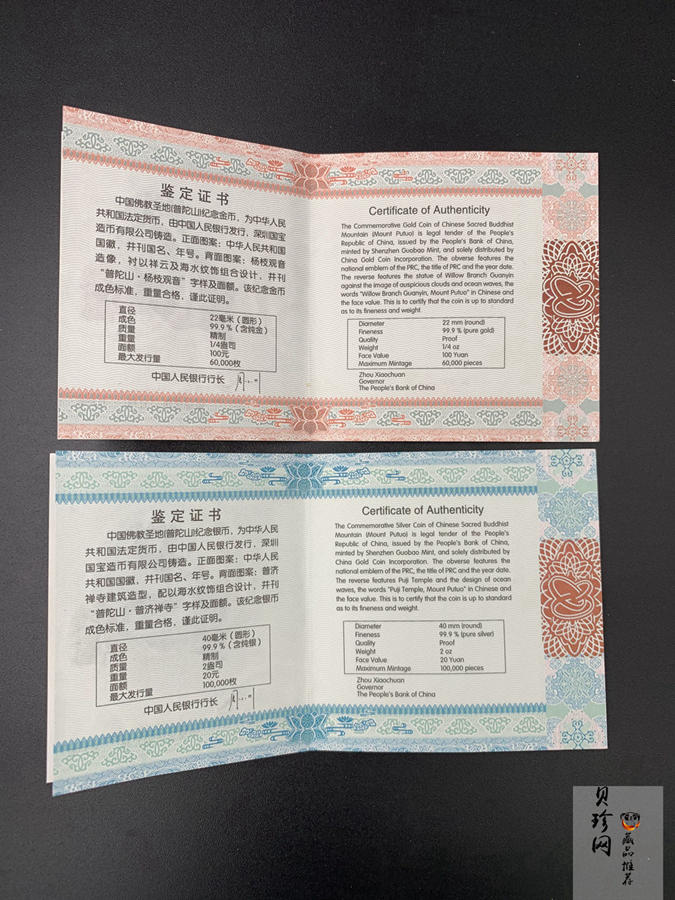 鉴定证书
中国佛教圣地(普陀山)纪念金币，为中华人民
共和国法定货币，由中国人民银行发行，深圳国宝
造币有限公司铸造。正面图案：中华人民共和国
国徽，并刊国名、年号。背面图案：杨枝观音
造像，衬以祥云及海水纹饰组合设计，并刊
“普陀山·杨枝观音”字样及面额。该纪念金币
成色标准，重量合格，谨此证明。
直径 22毫米（圆形）
成色 99.9％（含纯金）
质量 精制
重量 1/4盎司
面额 100元
最大发行量 60,000枚
中国人民银行行长
Certificate of Authenticity
The Commemorative Gold Coin of Chinese Sacred Buddhist
Mountain (Mount Putuo) is legal tender of the People's
Republic of China, issued by the People's Bank of China,
minted by Shenzhen Guobao Mint, and solely distributed by
China Gold Coin Incorporation. The obverse features the
national emblem of the PRC, the title of PRC and the year date.
The reverse features the statue of Willow Branch Guanyin
against the image of auspicious clouds and ocean waves, the
words "Willow Branch Guanyin, Mount Putuo" in Chinese and
the face value. This is to certify that the coin is up to standard
as to its fineness and weight.
Diameter 22 mm (round)
Fineness 99.9 % (pure gold)
Quality Proof
Weight 1/4 oz
Face Value 100 Yuan
Maximum Mintage 60,000 pieces
Zhou Xiaochuan
Governor
The People's Bank of China
鉴定证书
中国佛教圣地(普陀山)纪念银币，为中华人
民共和国法定货币，由中国人民银行发行，深圳
国宝造币有限公司铸造。正面图案：中华人民
共和国国徽，并刊国名、年号。背面图案：普济
禅寺建筑造型，配以海水纹饰组合设计，并刊
“普陀山·普济禅寺”字样及面额。该纪念银币
成色标准，重量合格，谨此证明。
直径 40毫米（圆形）
成色 99.9％（含纯银）
质量 精制
重量 2盎司
面额 20元
最大发行量 100,000枚
中国人民银行行长
Certificate of Authenticity
The Commemorative Silver Coin of Chinese Sacred Buddhist
Mountain (Mount Putuo) is legal tender of the People's
Republic of China, issued by the People's Bank of China,
minted by Shenzhen Guobao Mint, and solely distributed by
China Gold Coin Incorporation. The obverse features the
national emblem of the PRC, the title of PRC and the year date.
The reverse features Puji Temple and the design of ocean
waves, the words "Puji Temple, Mount Putuo" in Chinese and
the face value. This is to certify that the coin is up to standard
as to its fineness and weight.
Diameter 40 mm (round)
Fineness 99.9 % (pure silver)
Quality Proof
Weight 2 oz
Face Value 20 Yuan
Maximum Mintage 100,000 pieces
Zhou Xiaochuan
Governor
The People's Bank of China
贝珍网
藏品推荐